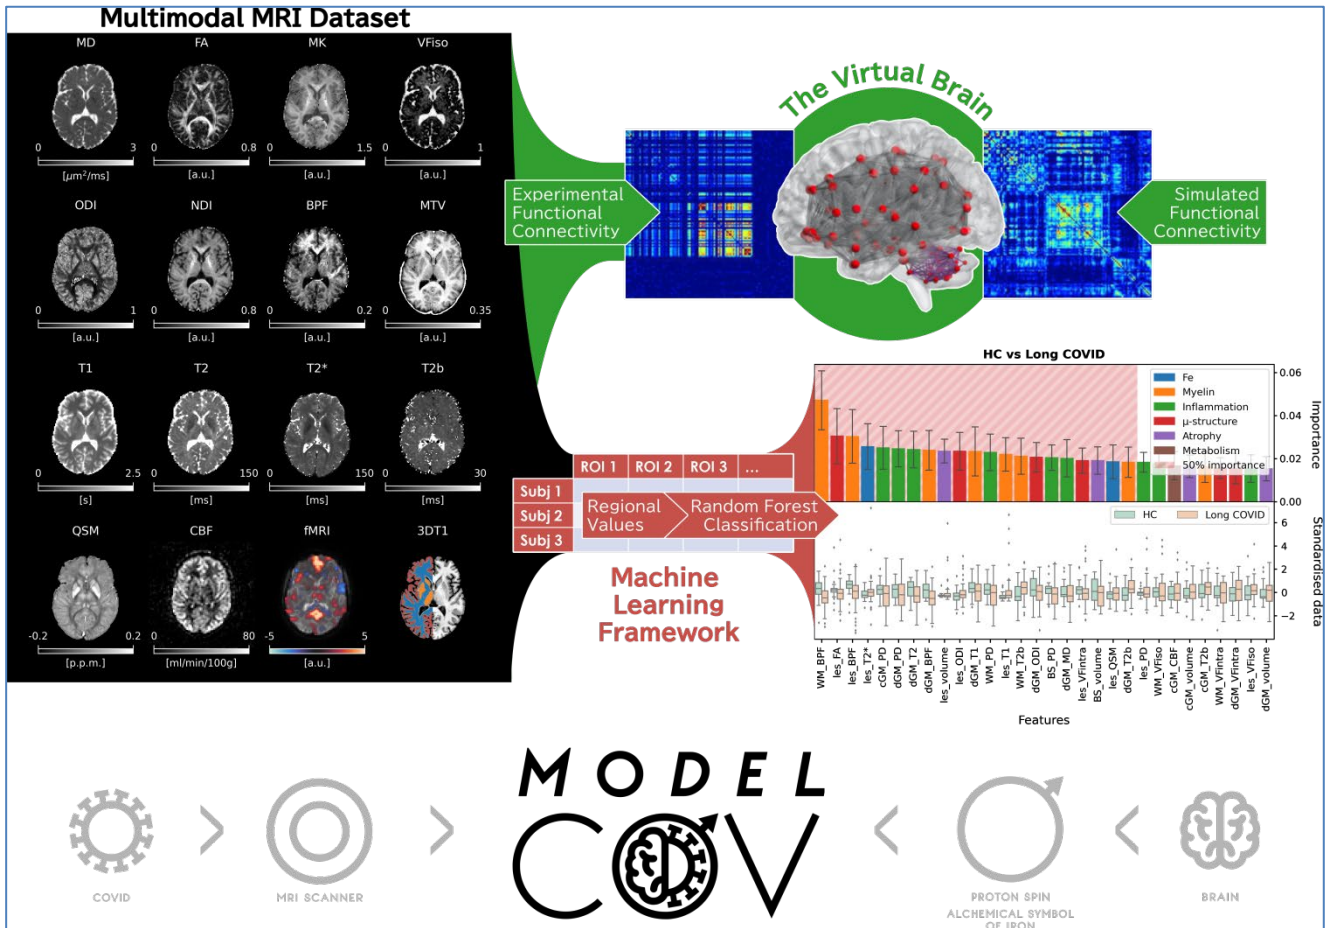 Multimodal MRI Dataset
MD FA MK VFiso
0 3 0 0.8 0 1.5 0 1
[μm²/ms] [a.u.] [a.u.] [a.u.]
ODI NDI BPF MTV
0 1 0 0.8 0 0.2 0 0.35
[a.u.] [a.u.] [a.u.] [a.u.]
T1 T2 T2* T2b
0 2.5 0 150 0 150 0 30
[s] [ms] [ms] [ms]
QSM CBF fMRI 3DT1
-0.2 0.2 0 80 -5 5
[p.p.m.] [ml/min/100g] [a.u.]
The Virtual Brain
Experimental
Functional
Connectivity
Simulated
Functional
Connectivity
ROI 1 ROI 2 ROI 3 ...
Subj 1
Subj 2
Subj 3
Regional
Values
Random Forest
Classification
Machine
Learning
Framework
HC vs Long COVID
Fe
Myelin
Inflammation
μ-structure
Atrophy
Metabolism
50% importance
0.06
0.04
0.02
0.00
Importance
HC Long COVID
6
4
2
0
−2
Standardised data
WM_BPF
les_FA
les_BPF
les_T2*
cGM_PD
dGM_PD
dGM_T2
dGM_BPF
les_volume
les_ODI
dGM_T1
WM_PD
les_T1
WM_T2b
dGM_ODI
BS_PD
dGM_MD
les_VFintra
BS_volume
les_QSM
dGM_T2b
les_PD
WM_VFiso
cGM_CBF
cGM_volume
cGM_T2b
WM_VFintra
dGM_VFintra
les_VFiso
dGM_volume
Features
MODEL
COV
COVID
MRI SCANNER
PROTON SPIN
ALCHEMICAL SYMBOL
OF IRON
BRAIN